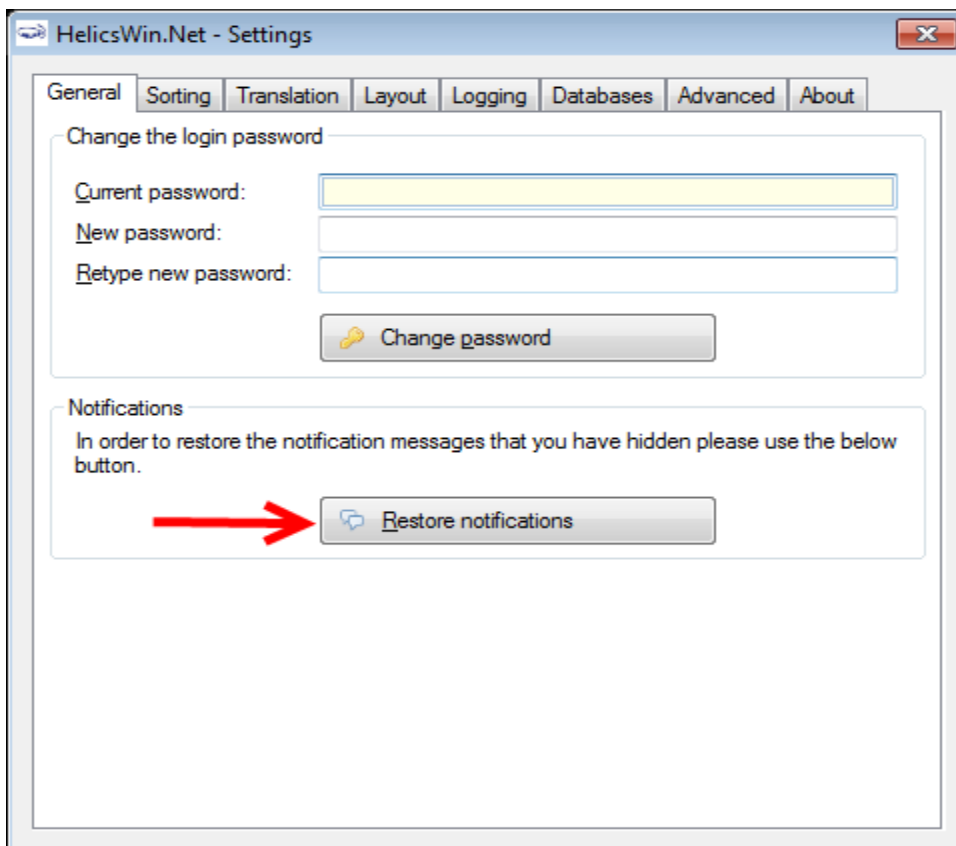 HelicsWin.Net - Settings
General Sorting Translation Layout Logging Databases Advanced About
Change the login password
Current password:
New password:
Retype new password:
Change password
Notifications
In order to restore the notification messages that you have hidden please use the below
button.
Restore notifications